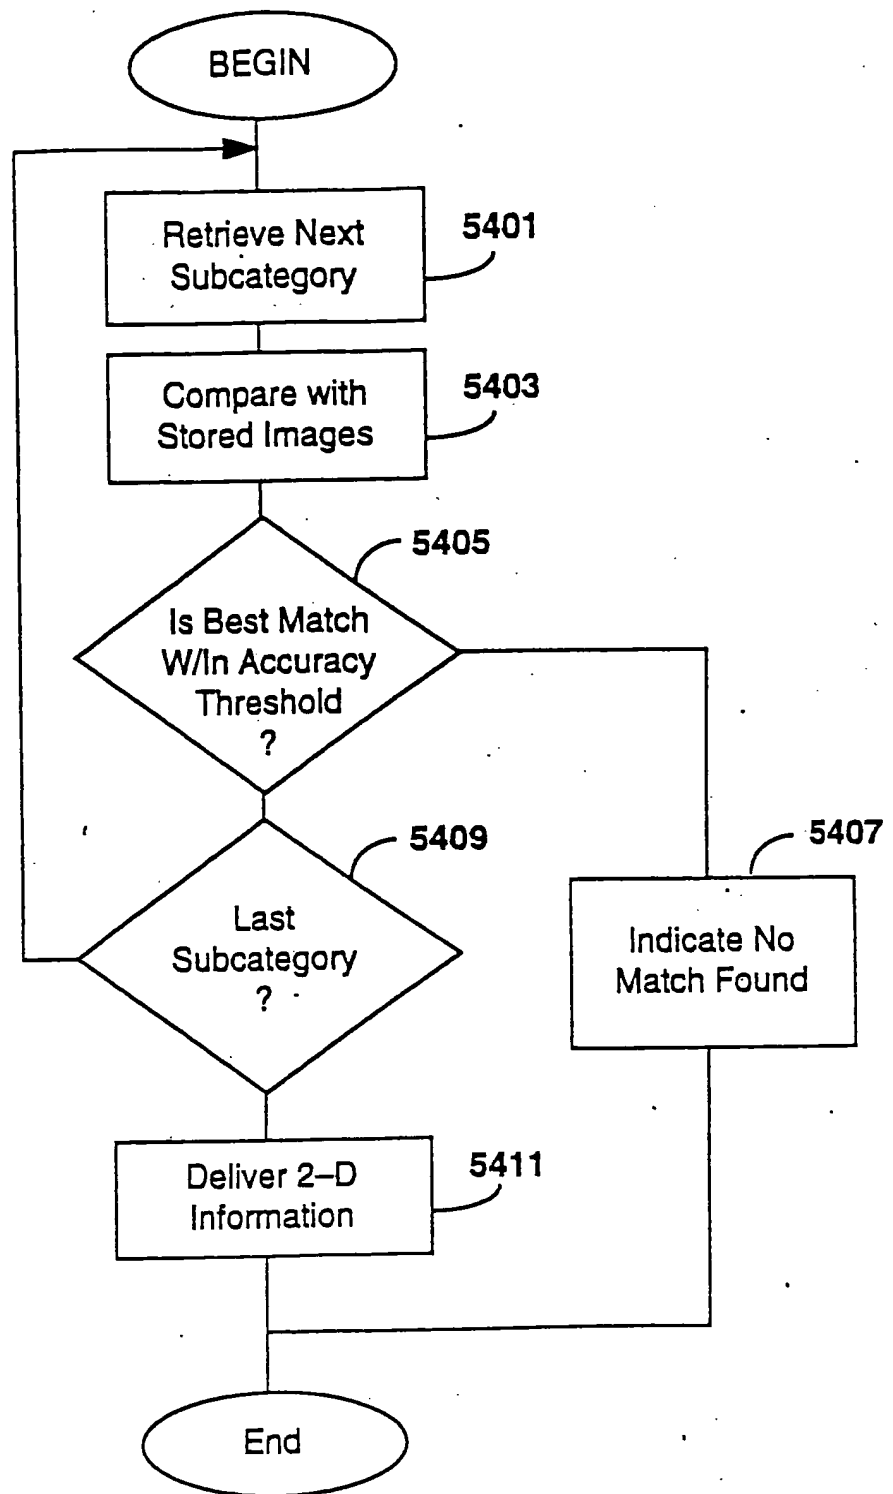 BEGIN
Retrieve Next
Subcategory
5401
Compare with
Stored Images
5403
5405
Is Best Match
W/In Accuracy
Threshold
?
5409
5407
Last
Subcategory
?
Indicate No
Match Found
Deliver 2-D
Information
5411
End